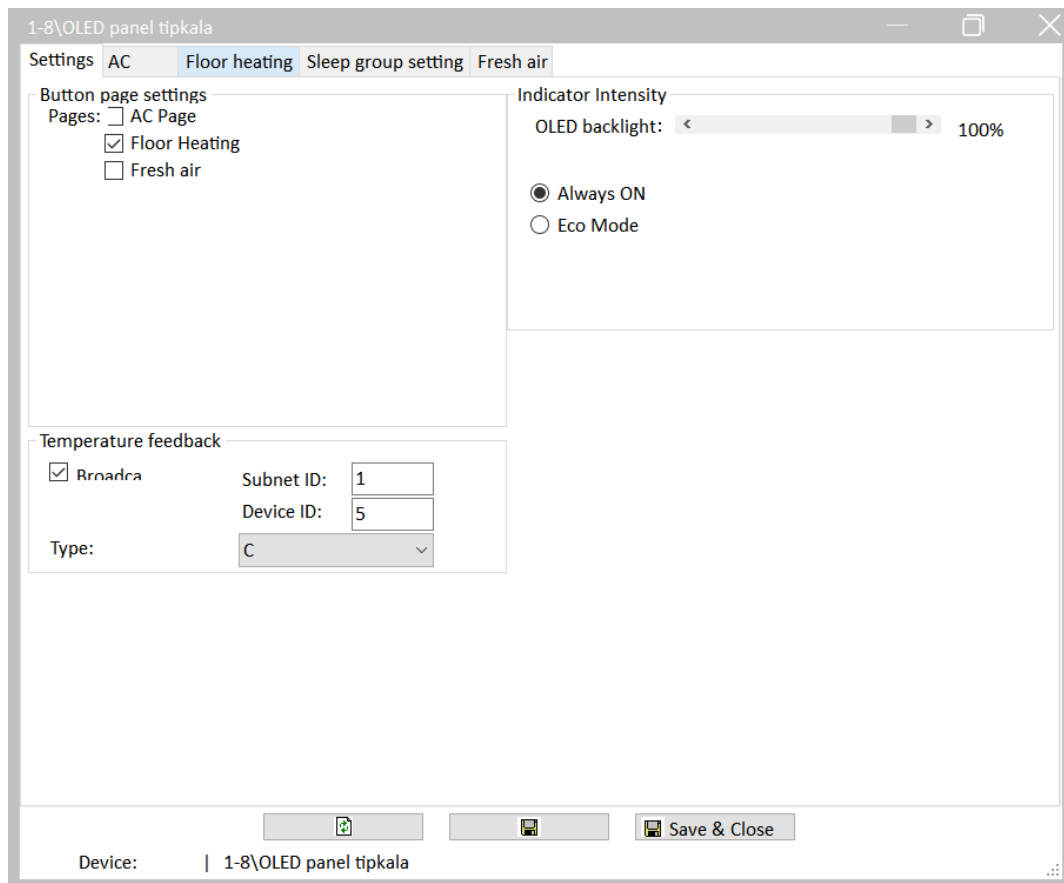 1-8\OLED panel tipkala
Settings AC Floor heating Sleep group setting Fresh air
Button page settings
Pages: AC Page
Floor Heating
Fresh air
Indicator Intensity
OLED backlight: < > 100%
Always ON
Eco Mode
Temperature feedback
Broadca
Subnet ID: 1
Device ID: 5
Type: C
Save & Close
Device: | 1-8\OLED panel tipkala